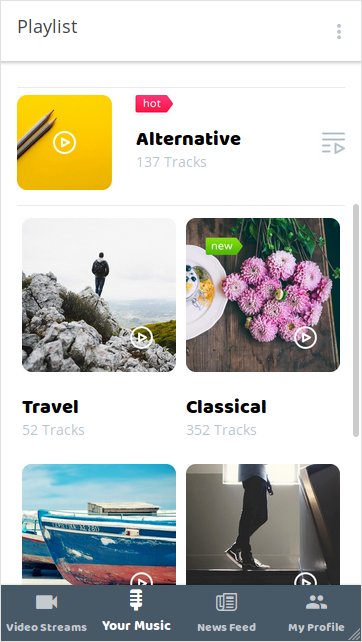 Playlist
hot
Alternative
137 Tracks
new
Travel
Classical
52 Tracks
352 Tracks
Video Streams
Your Music
News Feed
My Profile